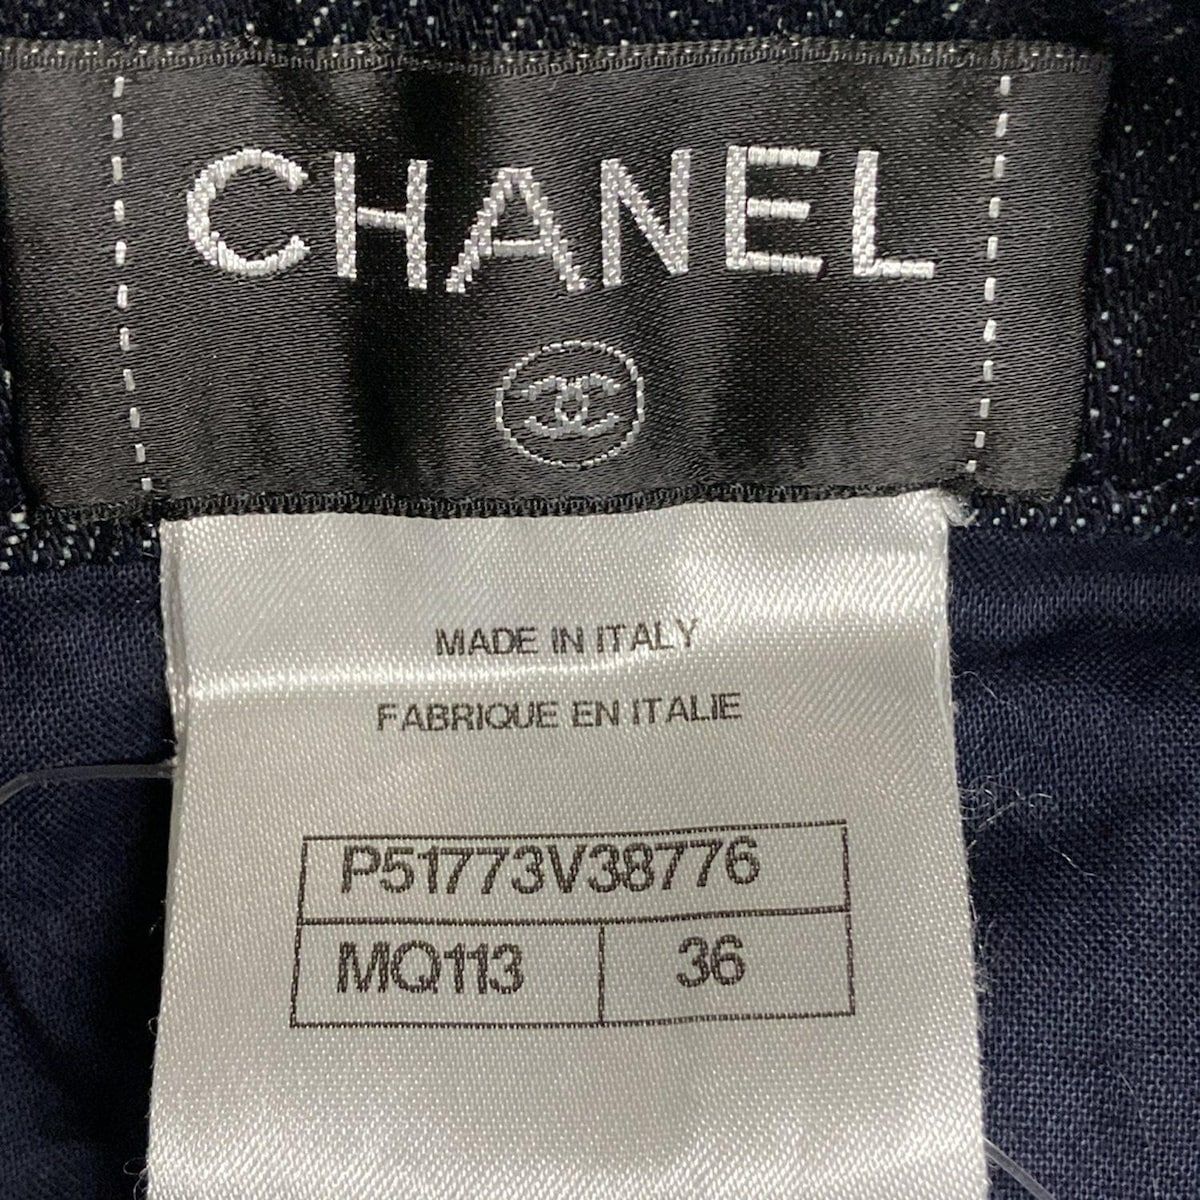 CHANEL
MADE IN ITALY
FABRIQUE EN ITALIE
P51773V38776
MQ113 36